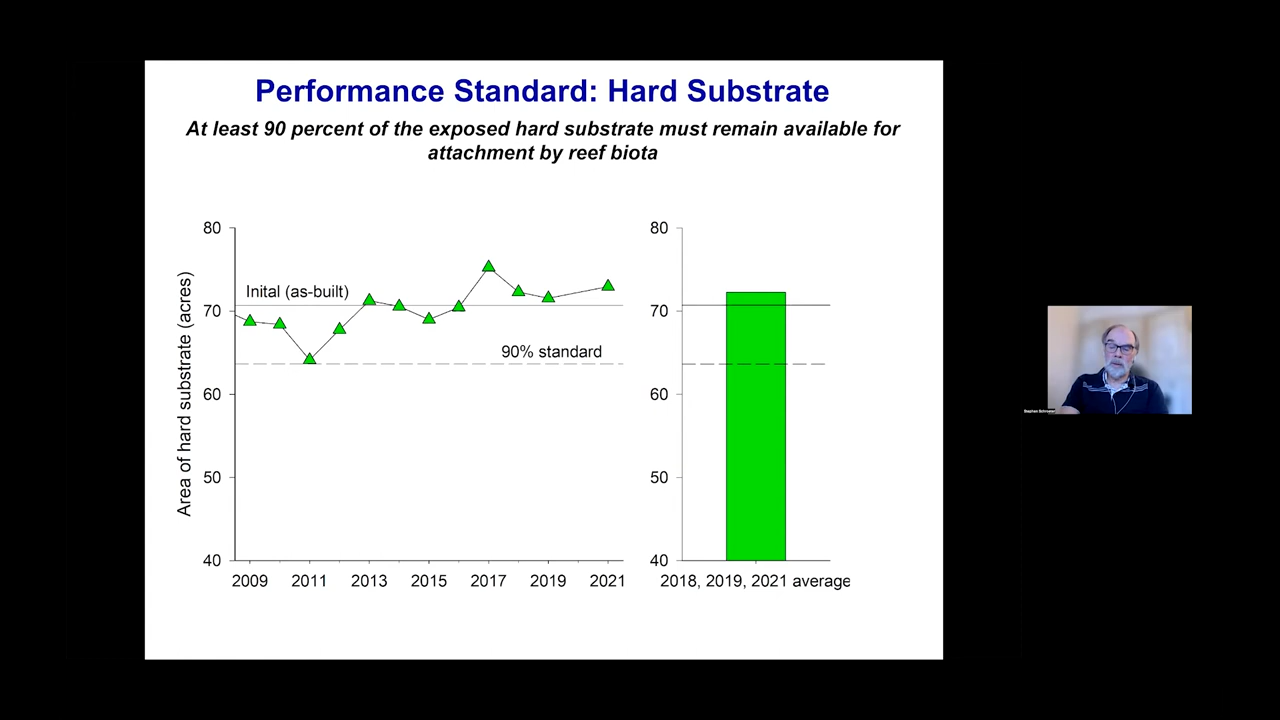 Performance Standard: Hard Substrate
At least 90 percent of the exposed hard substrate must remain available for
attachment by reef biota
Area of hard substrate (acres)
80
70
60
50
40
Inital (as-built)
90% standard
2009 2011 2013 2015 2017 2019 2021
80
70
60
50
40
2018, 2019, 2021 average
Stephen Schroeter